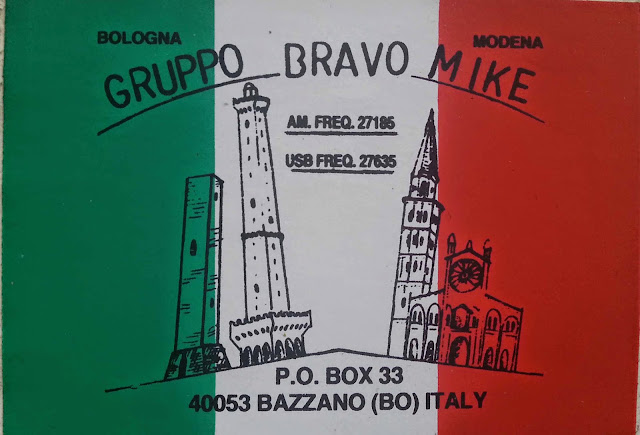 BOLOGNA
MODENA
GRUPPO BRAVO MIKE
AM. FREQ. 27185
USB FREQ. 27635
P.O. BOX 33
40053 BAZZANO (BO) ITALY